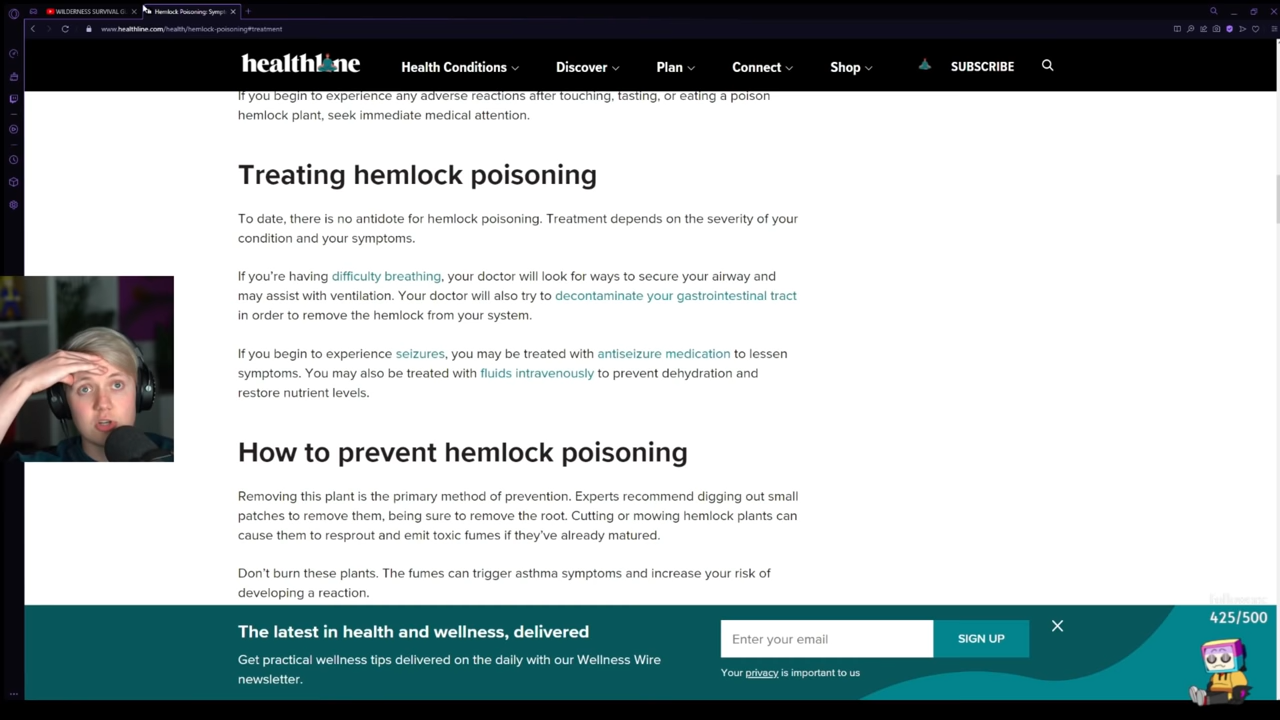 WILDERNESS SURVIVAL G
Hemlock Poisoning: Sympt
www.healthline.com/health/hemlock-poisoning#treatment
healthline
Health Conditions
Discover
Plan
Connect
Shop
SUBSCRIBE
If you begin to experience any adverse reactions after touching, tasting, or eating a poison
hemlock plant, seek immediate medical attention.
Treating hemlock poisoning
To date, there is no antidote for hemlock poisoning. Treatment depends on the severity of your
condition and your symptoms.
If you're having difficulty breathing, your doctor will look for ways to secure your airway and
may assist with ventilation. Your doctor will also try to decontaminate your gastrointestinal tract
in order to remove the hemlock from your system.
If you begin to experience seizures, you may be treated with antiseizure medication to lessen
symptoms. You may also be treated with fluids intravenously to prevent dehydration and
restore nutrient levels.
How to prevent hemlock poisoning
Removing this plant is the primary method of prevention. Experts recommend digging out small
patches to remove them, being sure to remove the root. Cutting or mowing hemlock plants can
cause them to resprout and emit toxic fumes if they've already matured.
Don't burn these plants. The fumes can trigger asthma symptoms and increase your risk of
developing a reaction.
The latest in health and wellness, delivered
Get practical wellness tips delivered on the daily with our Wellness Wire
newsletter.
Enter your email
SIGN UP
Your privacy is important to us
425/500